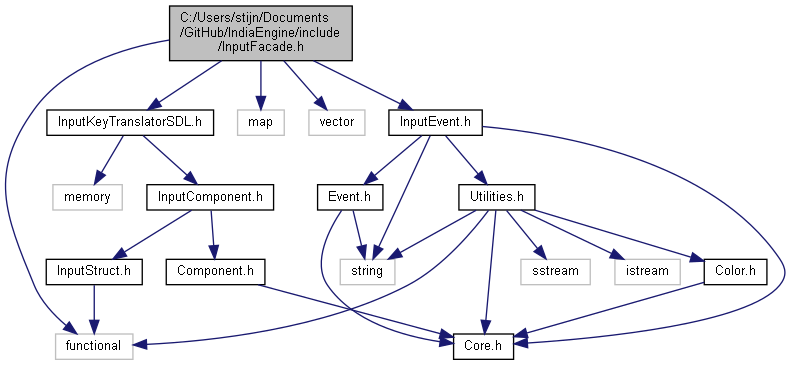 C:/Users/stijn/Documents
/GitHub/IndiaEngine/include
/InputFacade.h
InputKeyTranslatorSDL.h
map
vector
InputEvent.h
memory
InputComponent.h
Event.h
Utilities.h
InputStruct.h
Component.h
string
sstream
istream
Color.h
functional
Core.h